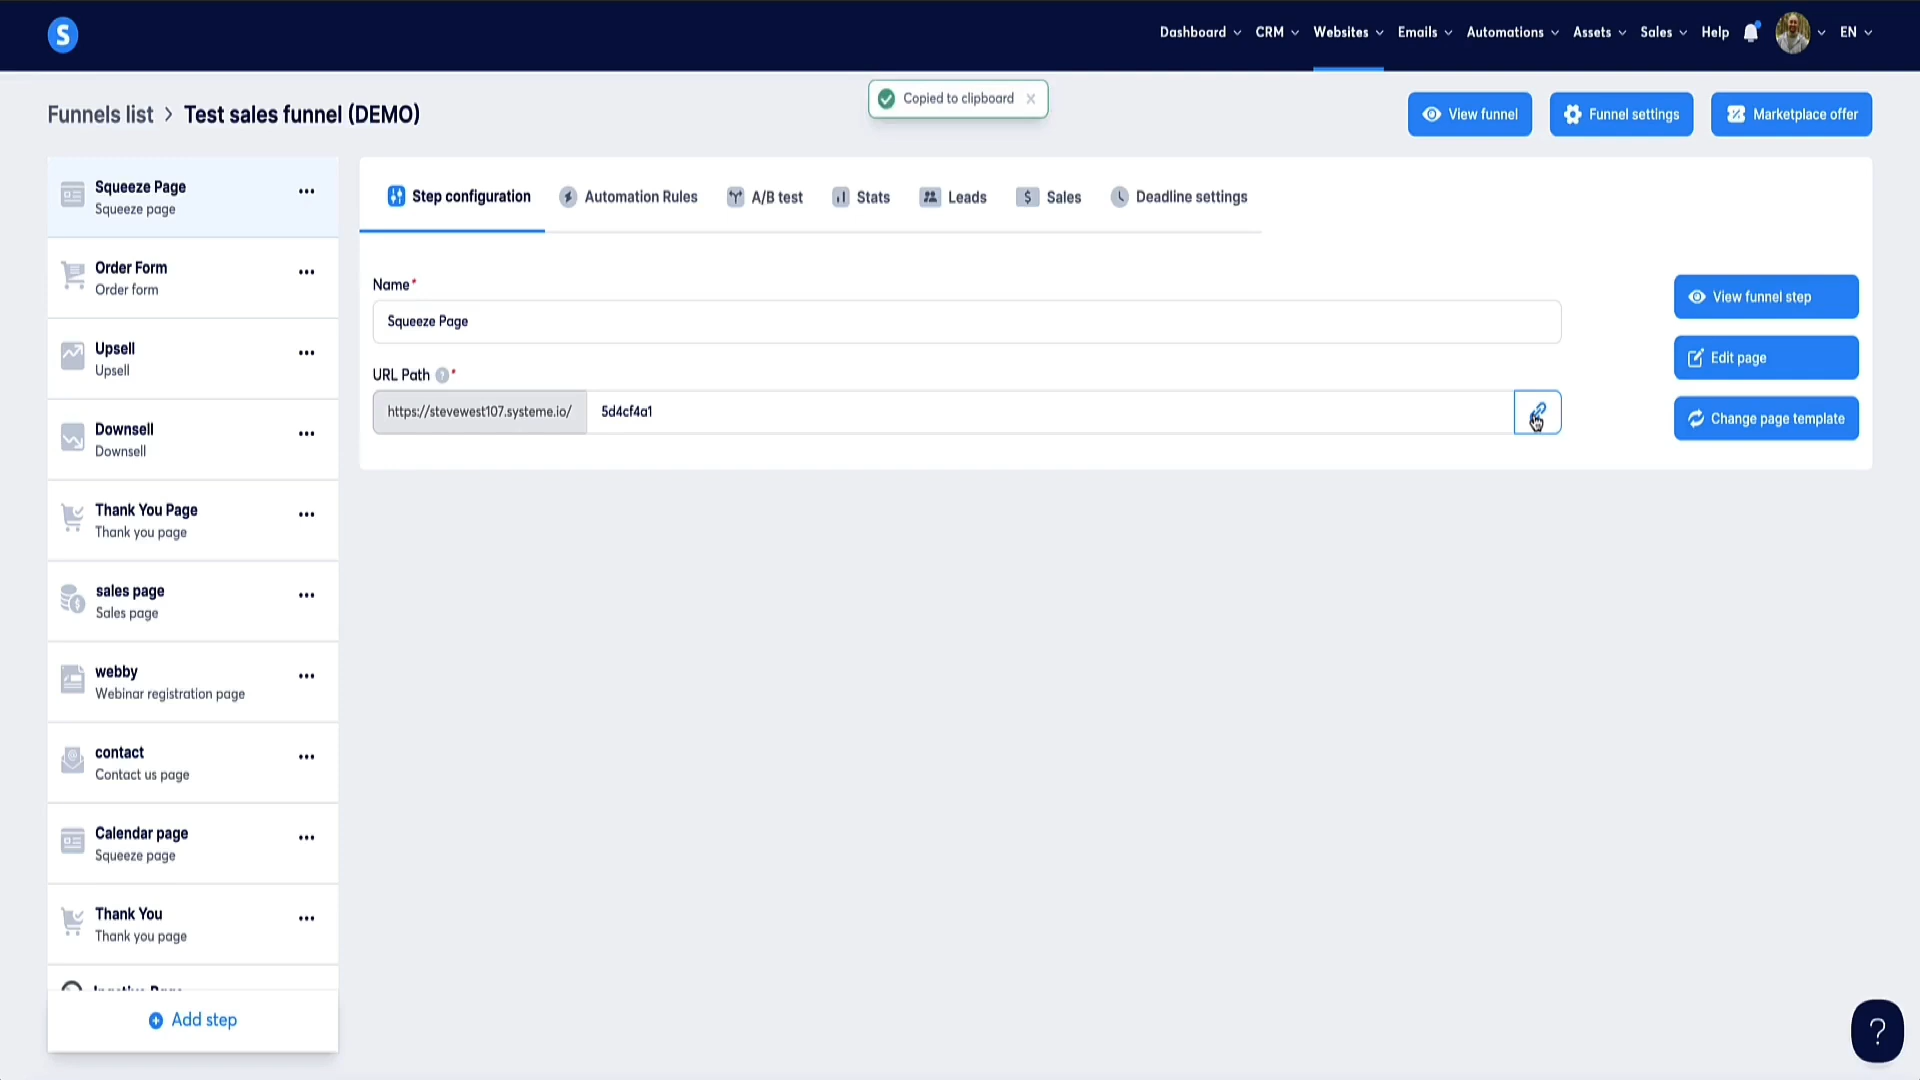 S
Dashboard
CRM
Websites
Emails
Automations
Assets
Sales
Help
EN
Funnels list > Test sales funnel (DEMO)
Copied to clipboard
View funnel
Funnel settings
Marketplace offer
Squeeze Page
Squeeze page
Order Form
Order form
Upsell
Upsell
Downsell
Downsell
Thank You Page
Thank you page
sales page
Sales page
webby
Webinar registration page
contact
Contact us page
Calendar page
Squeeze page
Thank You
Thank you page
Add step
Step configuration
Automation Rules
A/B test
Stats
Leads
$ Sales
Deadline settings
Name*
Squeeze Page
URL Path ? *
https://stevewest107.systeme.io/ 5d4cf4a1
View funnel step
Edit page
Change page template
?